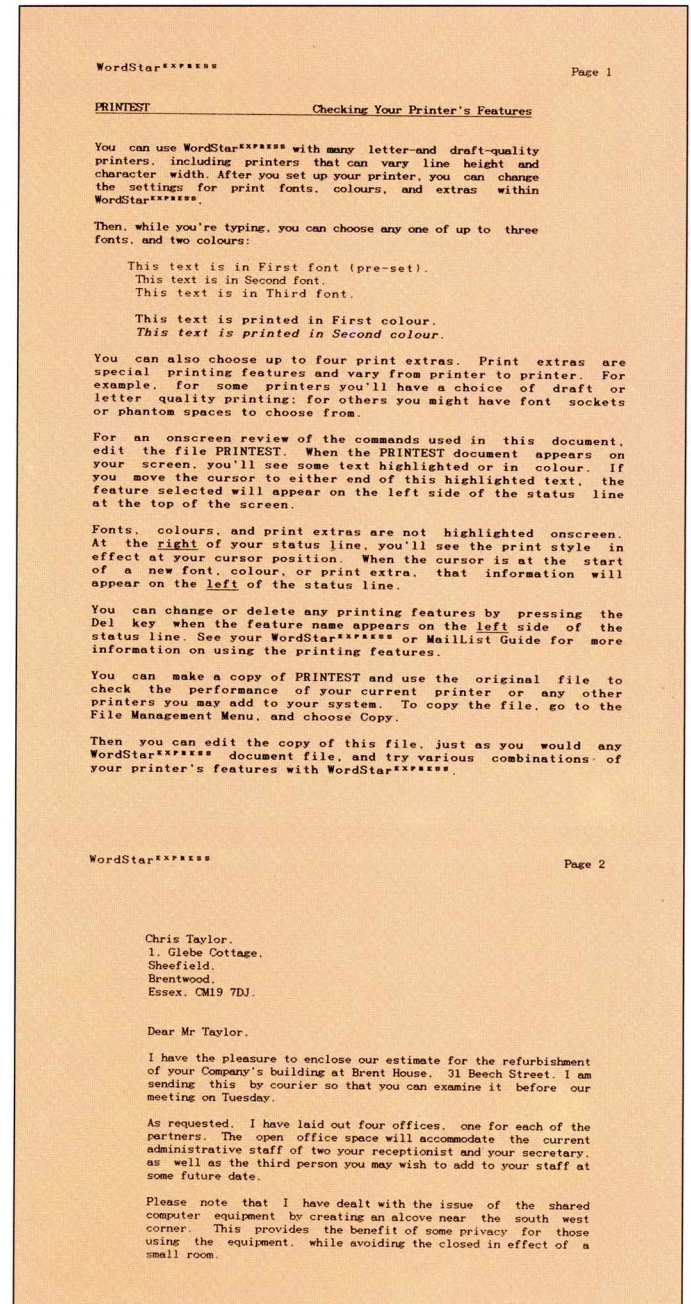 WordStar EXPRESS Page 1
PRINTEST Checking Your Printer's Features
You can use WordStar EXPRESS with many letter-and draft-quality
printers, including printers that can vary line height and
character width. After you set up your printer, you can change
the settings for print fonts, colours, and extras within
WordStar EXPRESS.
Then, while you're typing, you can choose any one of up to three
fonts, and two colours:
This text is in First font (pre-set).
This text is in Second font.
This text is in Third font.
This text is printed in First colour.
This text is printed in Second colour.
You can also choose up to four print extras. Print extras are
special printing features and vary from printer to printer. For
example, for some printers you'll have a choice of draft or
letter quality printing; for others you might have font sockets
or phantom spaces to choose from.
For an onscreen review of the commands used in this document,
edit the file PRINTEST. When the PRINTEST document appears on
your screen, you'll see some text highlighted or in colour. If
you move the cursor to either end of this highlighted text, the
feature selected will appear on the left side of the status line
at the top of the screen.
Fonts, colours, and print extras are not highlighted onscreen.
At the right of your status line, you'll see the print style in
effect at your cursor position. When the cursor is at the start
of a new font, colour, or print extra, that information will
appear on the left of the status line.
You can change or delete any printing features by pressing the
Del key when the feature name appears on the left side of the
status line. See your WordStar EXPRESS or MailList Guide for more
information on using the printing features.
You can make a copy of PRINTEST and use the original file to
check the performance of your current printer or any other
printers you may add to your system. To copy the file, go to the
File Management Menu, and choose Copy.
Then you can edit the copy of this file, just as you would any
WordStar EXPRESS document file, and try various combinations of
your printer's features with WordStar EXPRESS.
WordStar EXPRESS Page 2
Chris Taylor,
1, Glebe Cottage,
Sheefield,
Brentwood,
Essex, CM19 7DJ.
Dear Mr Taylor,
I have the pleasure to enclose our estimate for the refurbishment
of your Company's building at Brent House, 31 Beech Street. I am
sending this by courier so that you can examine it before our
meeting on Tuesday.
As requested, I have laid out four offices, one for each of the
partners. The open office space will accommodate the current
administrative staff of two your receptionist and your secretary,
as well as the third person you may wish to add to your staff at
some future date.
Please note that I have dealt with the issue of the shared
computer equipment by creating an alcove near the south west
corner. This provides the benefit of some privacy for those
using the equipment, while avoiding the closed in effect of a
small room.